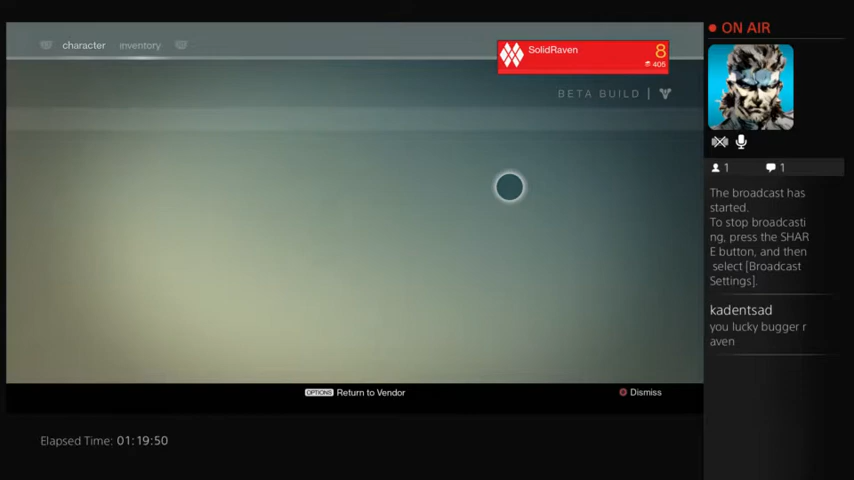 character inventory
SolidRaven 8
405
BETA BUILD |
ON AIR
1 1
The broadcast has
started.
To stop broadcasti
ng, press the SHAR
E button, and then
select [Broadcast
Settings].
kadentsad
you lucky bugger r
aven
OPTIONS Return to Vendor
Dismiss
Elapsed Time: 01:19:50